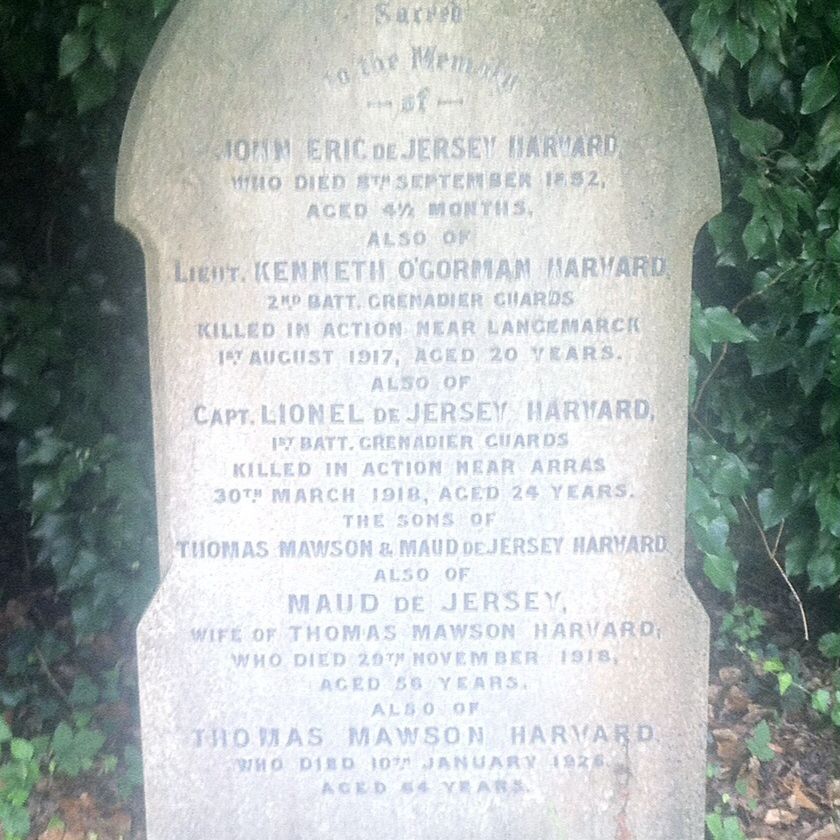 Sacred
to the Memory
of
JOHN ERIC DE JERSEY HARVARD,
WHO DIED 8TH SEPTEMBER 1892,
AGED 4½ MONTHS.
ALSO OF
LIEUT. KENNETH O'GORMAN HARVARD,
2ND BATT. GRENADIER GUARDS
KILLED IN ACTION NEAR LANGEMARCK
1ST AUGUST 1917, AGED 20 YEARS.
ALSO OF
CAPT. LIONEL DE JERSEY HARVARD,
1ST BATT. GRENADIER GUARDS
KILLED IN ACTION NEAR ARRAS
30TH MARCH 1918, AGED 24 YEARS.
THE SONS OF
THOMAS MAWSON & MAUD DE JERSEY HARVARD
ALSO OF
MAUD DE JERSEY,
WIFE OF THOMAS MAWSON HARVARD;
WHO DIED 29TH NOVEMBER 1918,
AGED 56 YEARS.
ALSO OF
THOMAS MAWSON HARVARD
WHO DIED 10TH JANUARY 1926
AGED 64 YEARS.